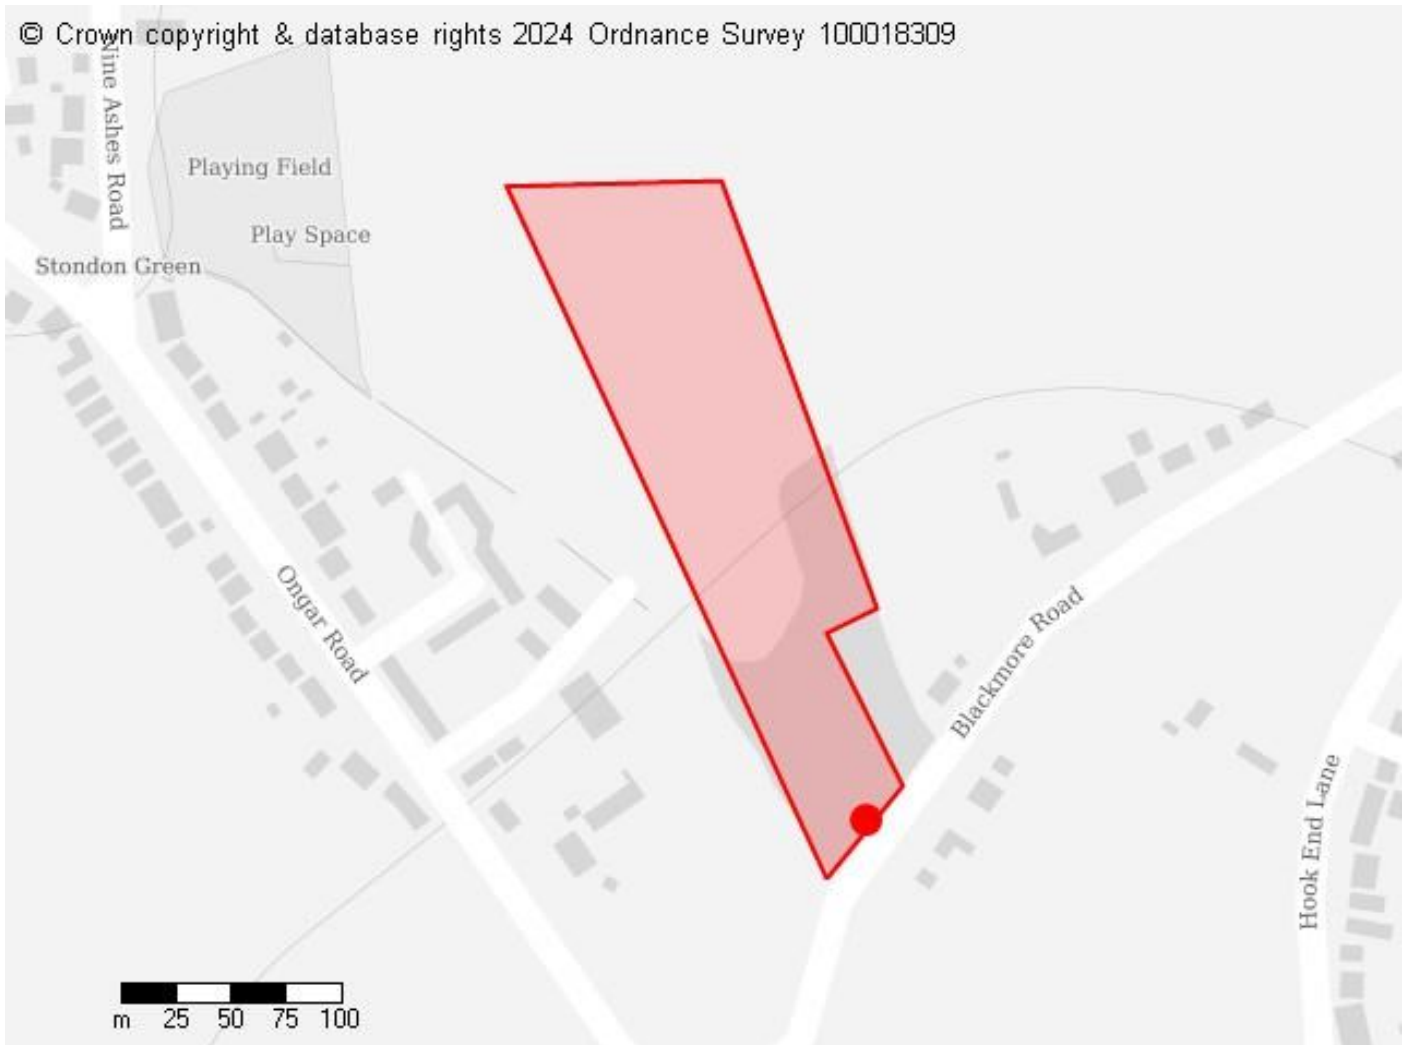 © Crown copyright & database rights 2024 Ordnance Survey 100018309
Nine Ashes Road
Playing Field
Play Space
Stondon Green
Ongar Road
Blackmore Road
Hook End Lane
m 25 50 75 100